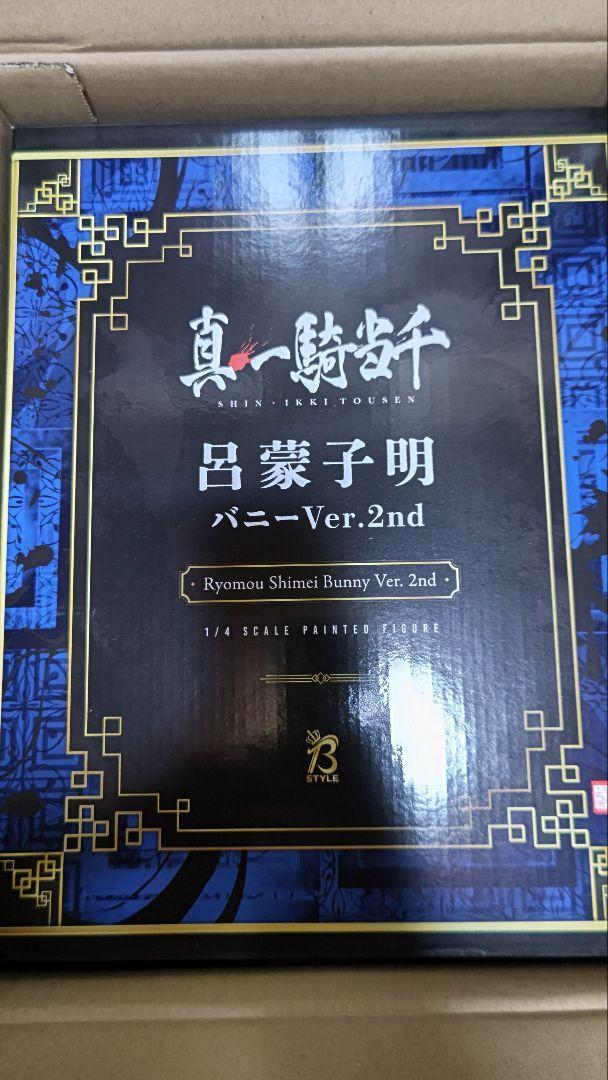 真・一騎当千
SHIN・IKKI TOUSEN
呂蒙子明
バニーVer.2nd
・Ryomou Shimei Bunny Ver. 2nd・
1/4 SCALE PAINTED FIGURE
B
STYLE